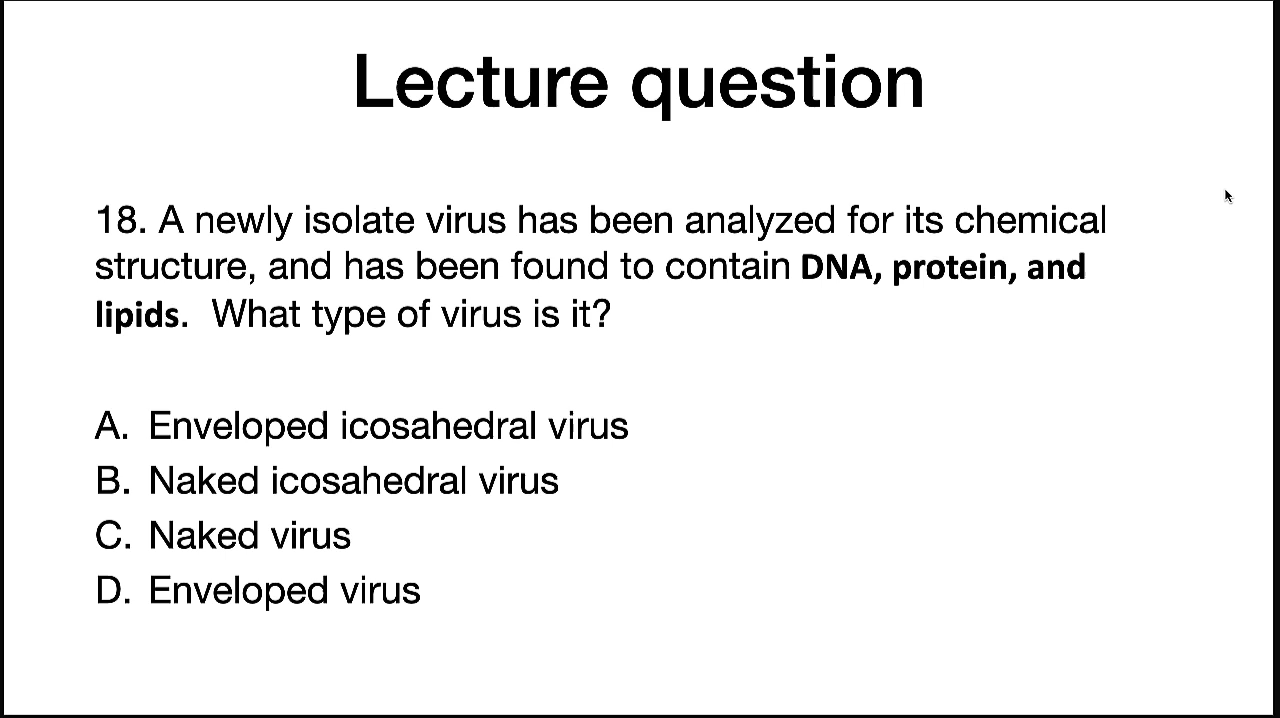 Lecture question
18. A newly isolate virus has been analyzed for its chemical
structure, and has been found to contain DNA, protein, and
lipids.  What type of virus is it?
A. Enveloped icosahedral virus
B. Naked icosahedral virus
C. Naked virus
D. Enveloped virus